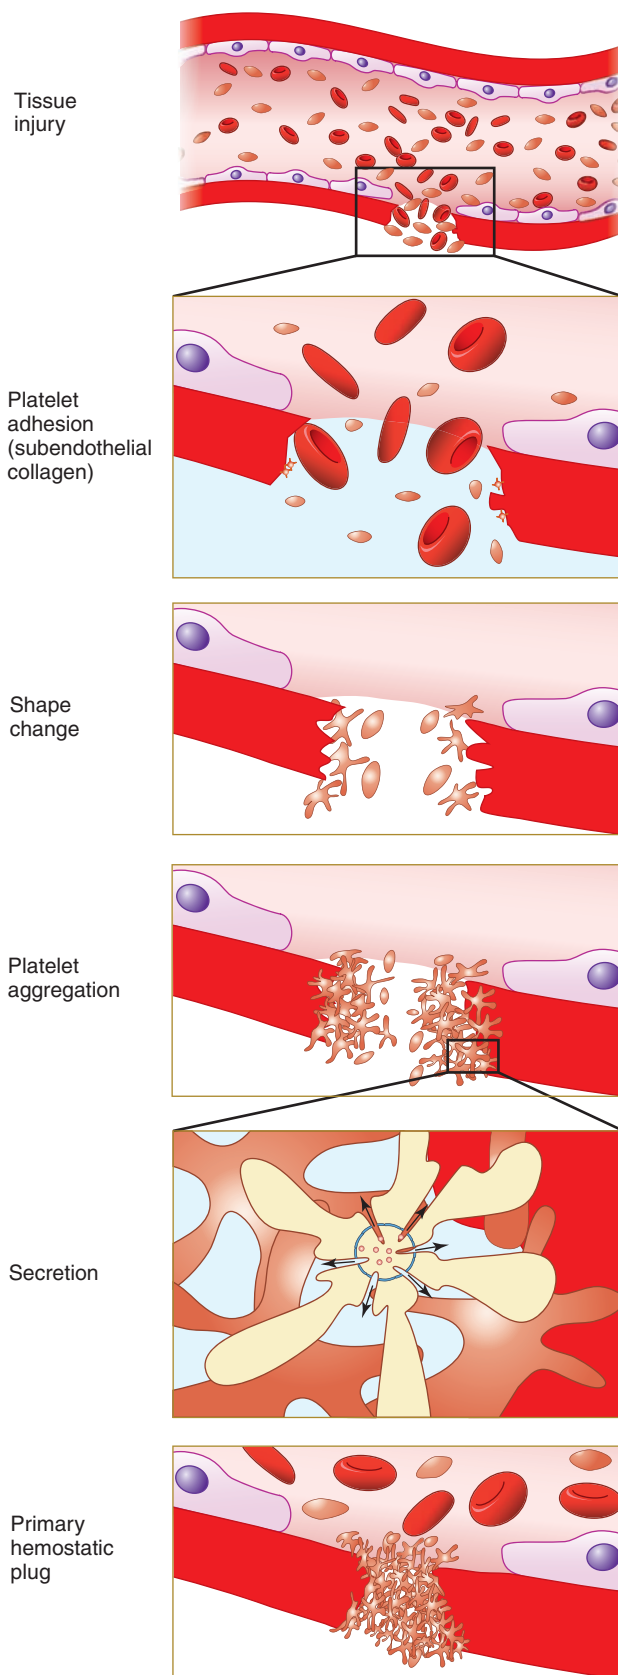 Tissue
injury
Platelet
adhesion
(subendothelial
collagen)
Shape
change
Platelet
aggregation
Secretion
Primary
hemostatic
plug